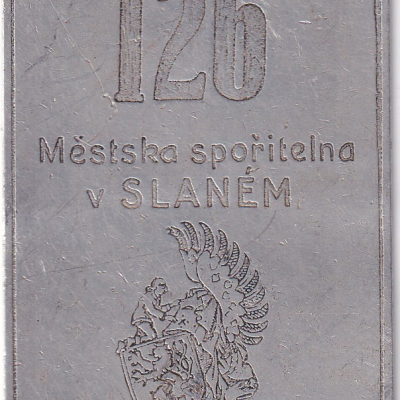 126
Městska spořitelna
v SLANÉM.